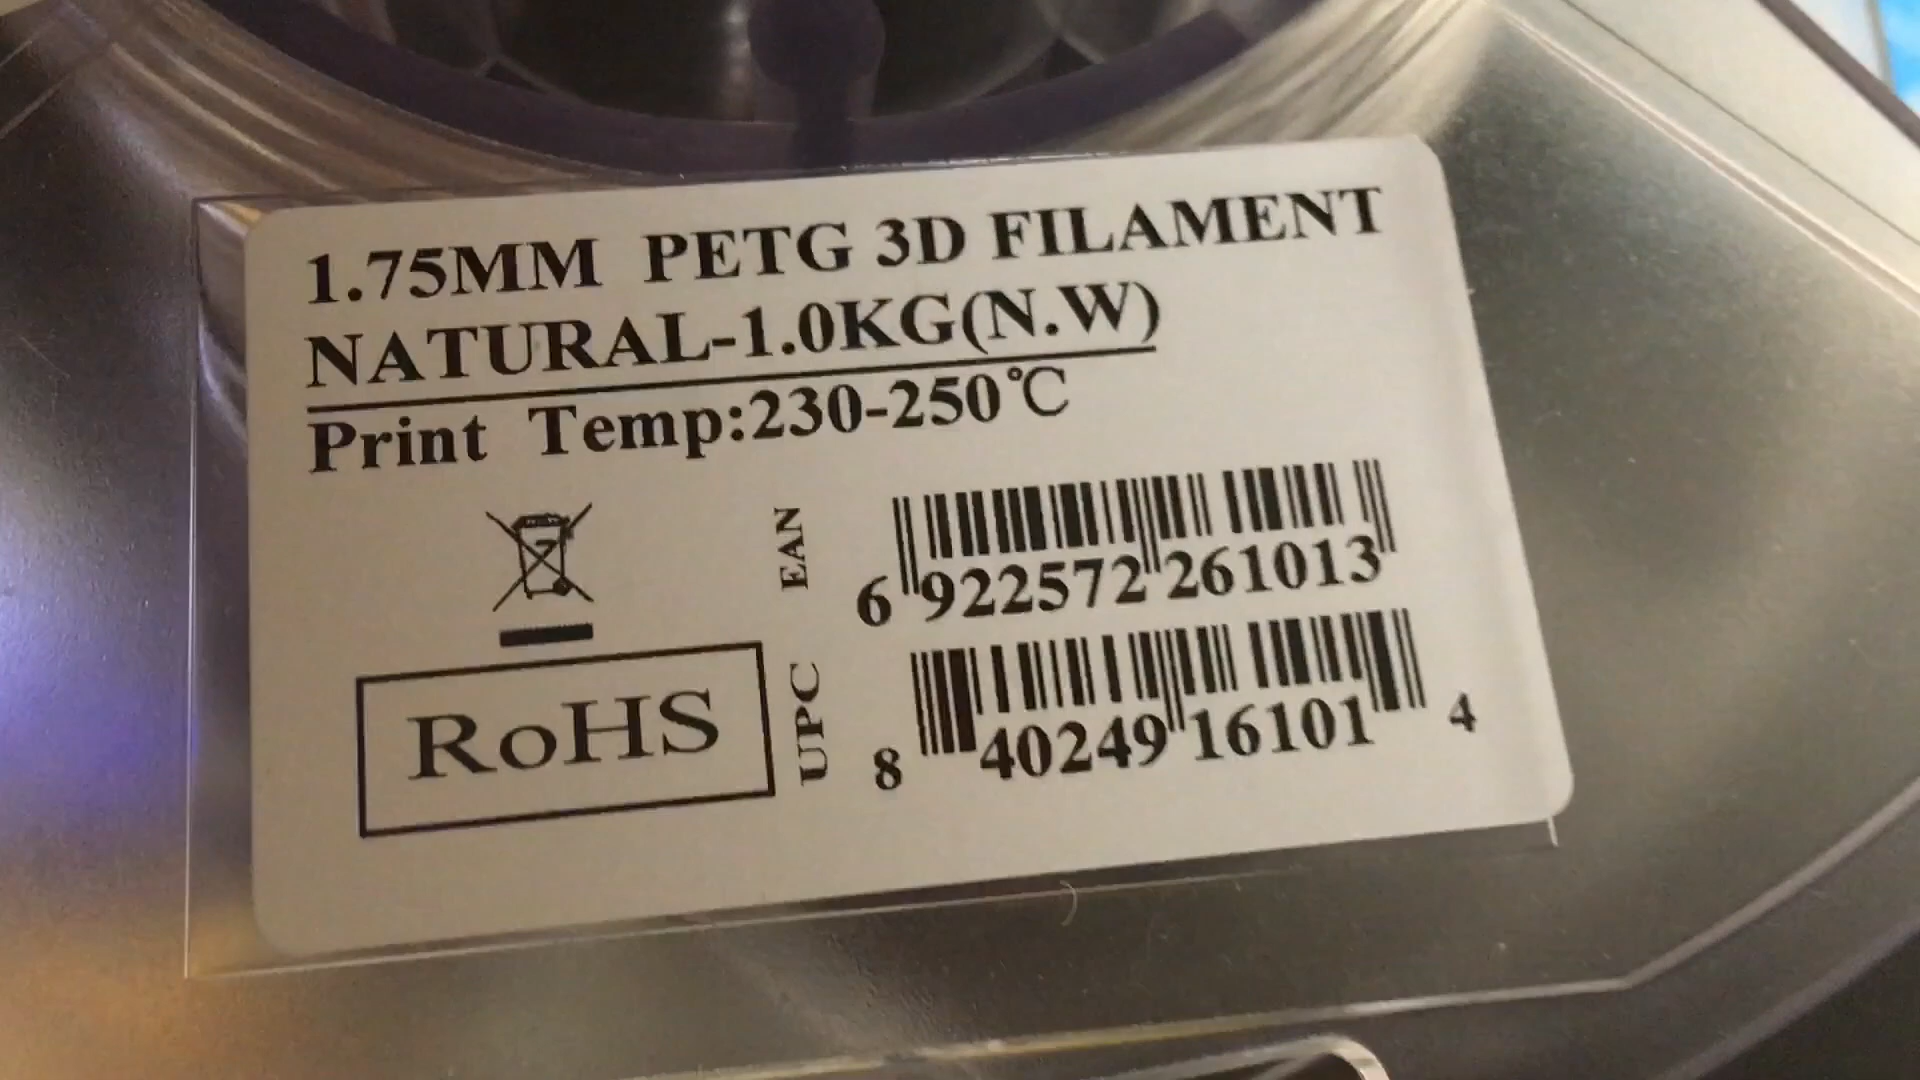 1.75MM PETG 3D FILAMENT
NATURAL-1.0KG(N.W)
Print Temp:230-250℃
EAN
6 922572 261013
RoHS
UPC
8 40249 16101 4